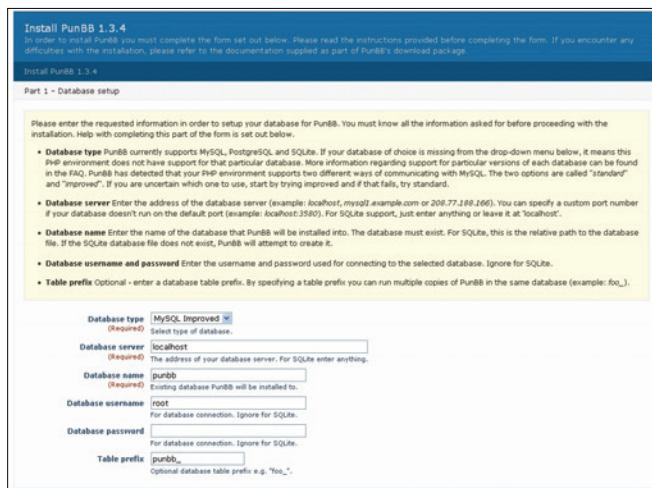 Install PunBB 1.3.4
In order to install PunBB you must complete the form set out below. Please read the instructions provided before completing the form. If you encounter any
difficulties with the installation, please refer to the documentation supplied as part of PunBB's download package.
Install PunBB 1.3.4
Part 1 – Database setup
Please enter the requested information in order to setup your database for PunBB. You must know all the information asked for before proceeding with the
installation. Help with completing this part of the form is set out below.
• Database type PunBB currently supports MySQL, PostgreSQL and SQLite. If your database of choice is missing from the drop-down menu below, it means this
PHP environment does not have support for that particular database. More information regarding support for particular versions of each database can be found
in the FAQ. PunBB has detected that your PHP environment supports two different ways of communicating with MySQL. The two options are called "standard"
and "improved". If you are uncertain which one to use, start by trying improved and if that fails, try standard.
• Database server Enter the address of the database server (example: localhost, mysql1.example.com or 208.77.188.166). You can specify a custom port number
if your database doesn't run on the default port (example: localhost:3580). For SQLite support, just enter anything or leave it at 'localhost'.
• Database name Enter the name of the database that PunBB will be installed into. The database must exist. For SQLite, this is the relative path to the database
file. If the SQLite database file does not exist, PunBB will attempt to create it.
• Database username and password Enter the username and password used for connecting to the selected database. Ignore for SQLite.
• Table prefix Optional - enter a database table prefix. By specifying a table prefix you can run multiple copies of PunBB in the same database (example: foo_).
Database type MySQL Improved
(Required) Select type of database.
Database server localhost
(Required) The address of your database server. For SQLite enter anything.
Database name punbb
(Required) Existing database PunBB will be installed to.
Database username root
For database connection. Ignore for SQLite.
Database password
For database connection. Ignore for SQLite.
Table prefix punbb_
Optional database table prefix e.g. "foo_".